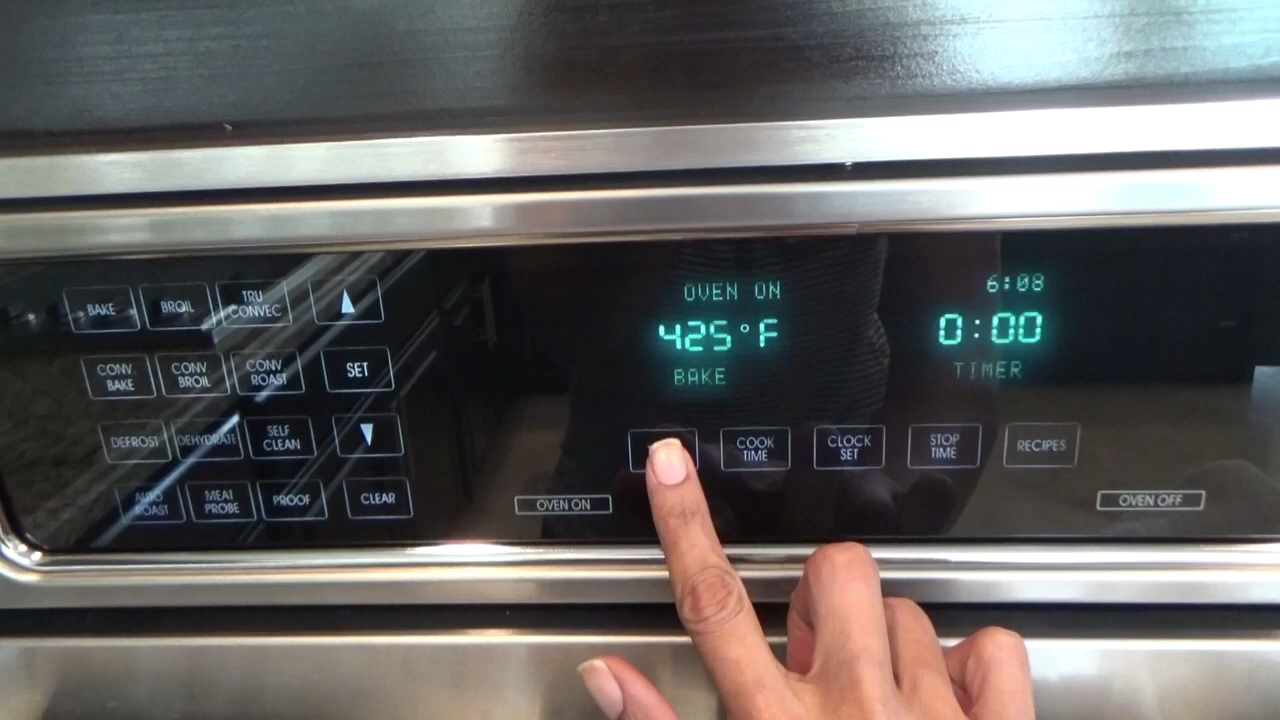 BAKE
BROIL
TRU
CONVEC
▲
CONV
BAKE
CONV
BROIL
CONV
ROAST
SET
DEFROST
DEHYDRATE
SELF
CLEAN
▼
AUTO
ROAST
MEAT
PROBE
PROOF
CLEAR
OVEN ON
425°F
BAKE
6:08
0:00
TIMER
COOK
TIME
CLOCK
SET
STOP
TIME
RECIPES
OVEN ON
OVEN OFF